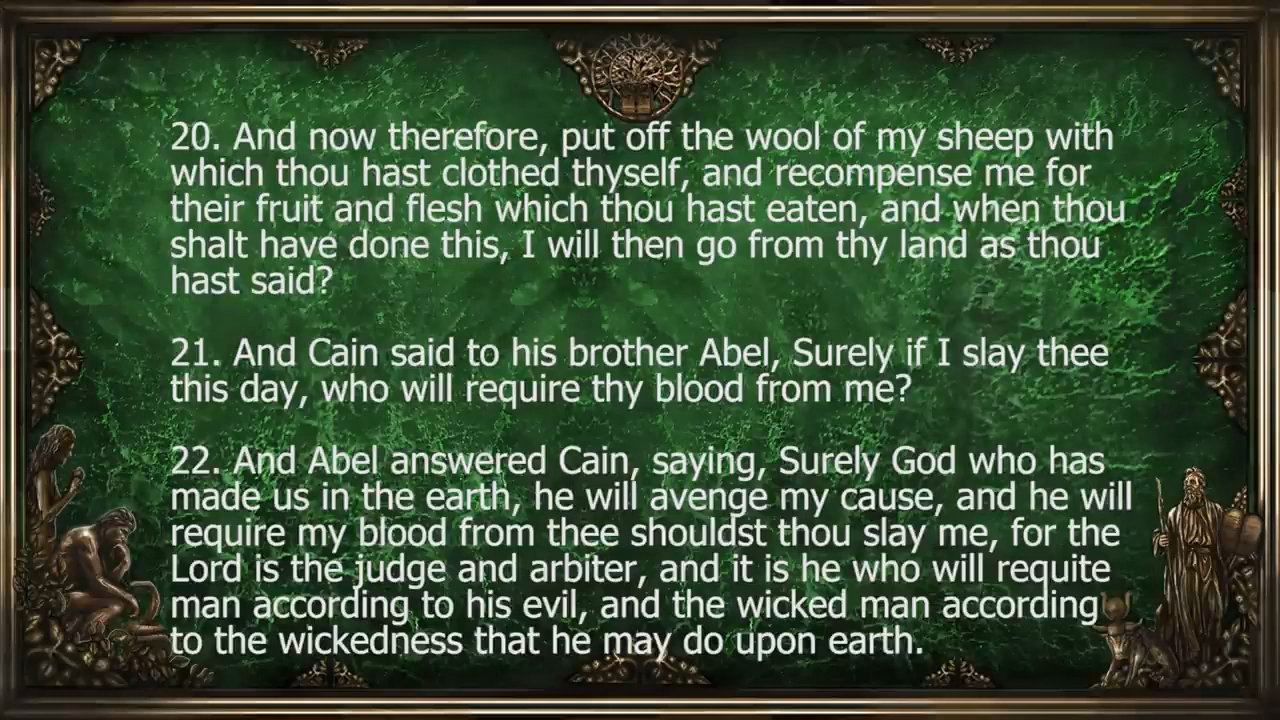 20. And now therefore, put off the wool of my sheep with
which thou hast clothed thyself, and recompense me for
their fruit and flesh which thou hast eaten, and when thou
shalt have done this, I will then go from thy land as thou
hast said?
21. And Cain said to his brother Abel, Surely if I slay thee
this day, who will require thy blood from me?
22. And Abel answered Cain, saying, Surely God who has
made us in the earth, he will avenge my cause, and he will
require my blood from thee shouldst thou slay me, for the
Lord is the judge and arbiter, and it is he who will requite
man according to his evil, and the wicked man according
to the wickedness that he may do upon earth.